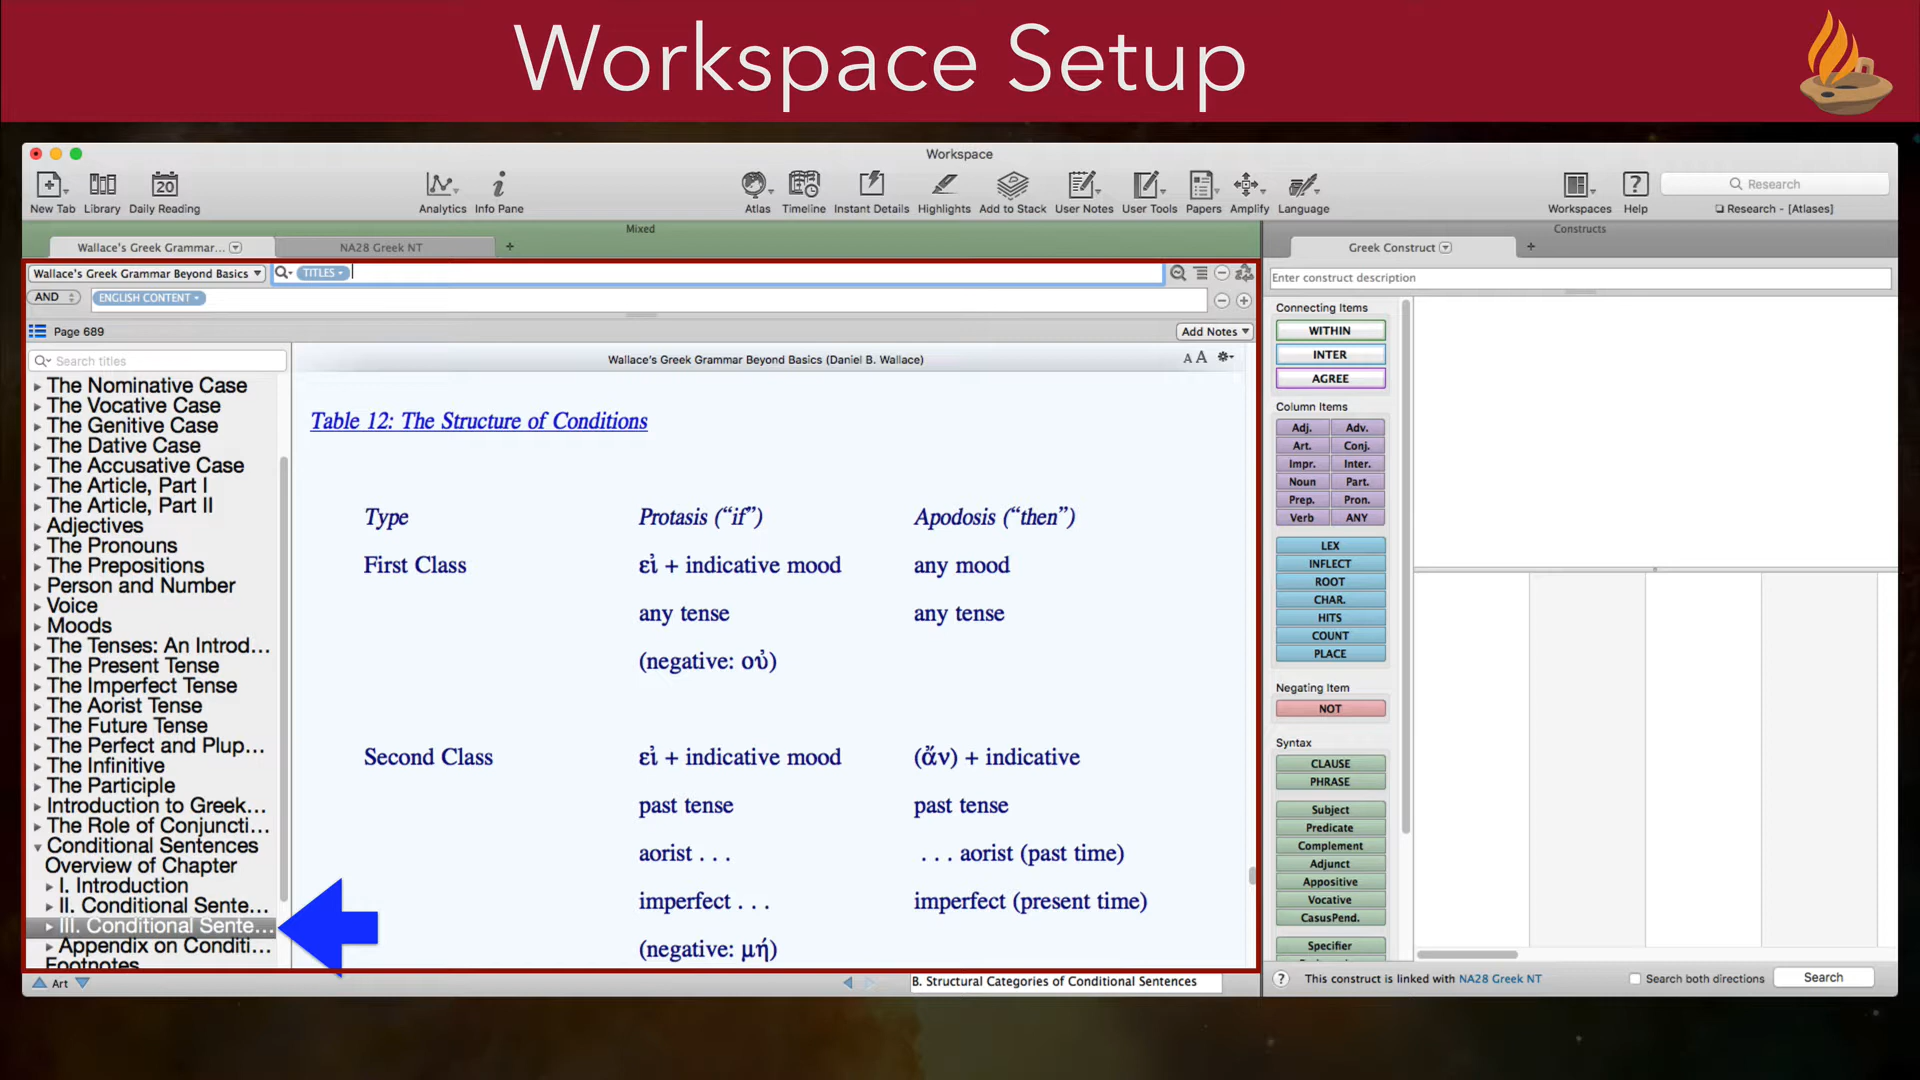 Workspace Setup
Workspace
New Tab Library Daily Reading Analytics Info Pane Atlas Timeline Instant Details Highlights Add to Stack User Notes User Tools Papers Amplify Language Workspaces Help
20
Research
Research - [Atlases]
Mixed
Constructs
Wallace's Greek Grammar...
NA28 Greek NT
+
Greek Construct
+
Wallace's Greek Grammar Beyond Basics
TITLES
Enter construct description
AND
ENGLISH CONTENT
Page 689
Add Notes
Search titles
Wallace's Greek Grammar Beyond Basics (Daniel B. Wallace)
A A
The Nominative Case
The Vocative Case
The Genitive Case
The Dative Case
The Accusative Case
The Article, Part I
The Article, Part II
Adjectives
The Pronouns
The Prepositions
Person and Number
Voice
Moods
The Tenses: An Introd...
The Present Tense
The Imperfect Tense
The Aorist Tense
The Future Tense
The Perfect and Plup...
The Infinitive
The Participle
Introduction to Greek...
The Role of Conjuncti...
Conditional Sentences
Overview of Chapter
I. Introduction
II. Conditional Sente...
III. Conditional Sente...
Appendix on Conditi...
Footnotes
Table 12: The Structure of Conditions
Type Protasis (“if”) Apodosis (“then”)
First Class εἰ + indicative mood any mood
any tense any tense
(negative: οὐ)
Second Class εἰ + indicative mood (ἄν) + indicative
past tense past tense
aorist . . . . . . aorist (past time)
imperfect . . . imperfect (present time)
(negative: μή)
Art
B. Structural Categories of Conditional Sentences
Connecting Items
WITHIN
INTER
AGREE
Column Items
Adj. Adv.
Art. Conj.
Impr. Inter.
Noun Part.
Prep. Pron.
Verb ANY
LEX
INFLECT
ROOT
CHAR.
HITS
COUNT
PLACE
Negating Item
NOT
Syntax
CLAUSE
PHRASE
Subject
Predicate
Complement
Adjunct
Appositive
Vocative
CasusPend.
Specifier
? This construct is linked with NA28 Greek NT
Search both directions
Search